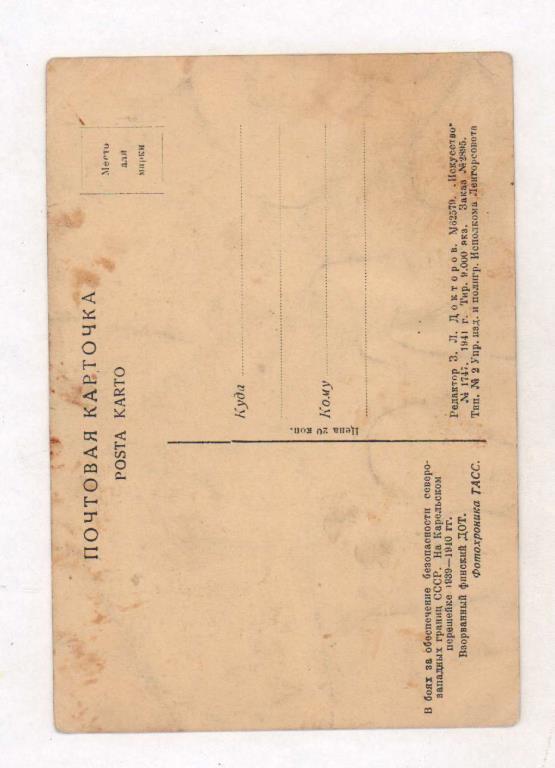 ПОЧТОВАЯ КАРТОЧКА
POSTA KARTO
Место
для
марки
Куда
Кому
Цена 20 коп.
В боях за обеспечение безопасности северо-
западных границ СССР. На Карельском
перешейке 1939—1940 гг.
Взорванный финский ДОТ.
Фотохроника ТАСС.
Редактор З. Л. Докторов. М62579. „Искусство“
№ 1747. 1941 г. Тир. 9.000 экз. Заказ № 2895.
Тип. № 2 Упр. изд. и полигр. Исполкома Ленгорсовета